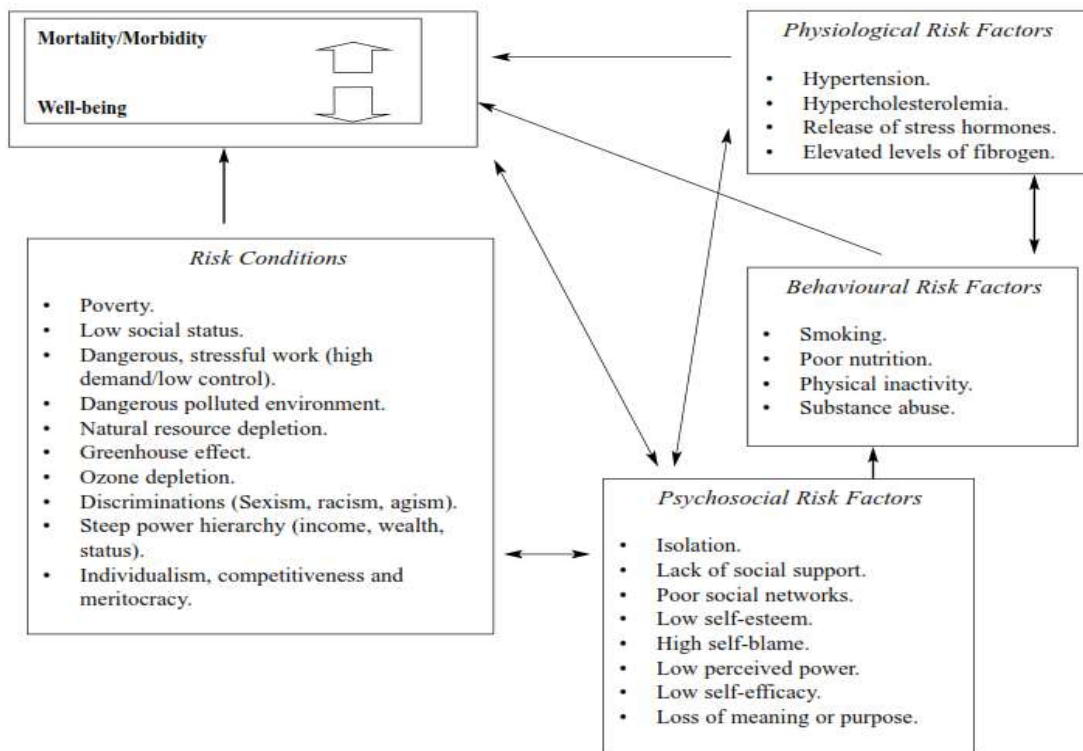 Mortality/Morbidity
Well-being
Physiological Risk Factors
• Hypertension.
• Hypercholesterolemia.
• Release of stress hormones.
• Elevated levels of fibrogen.
Risk Conditions
• Poverty.
• Low social status.
• Dangerous, stressful work (high
demand/low control).
• Dangerous polluted environment.
• Natural resource depletion.
• Greenhouse effect.
• Ozone depletion.
• Discriminations (Sexism, racism, agism).
• Steep power hierarchy (income, wealth,
status).
• Individualism, competitiveness and
meritocracy.
Behavioural Risk Factors
• Smoking.
• Poor nutrition.
• Physical inactivity.
• Substance abuse.
Psychosocial Risk Factors
• Isolation.
• Lack of social support.
• Poor social networks.
• Low self-esteem.
• High self-blame.
• Low perceived power.
• Low self-efficacy.
• Loss of meaning or purpose.